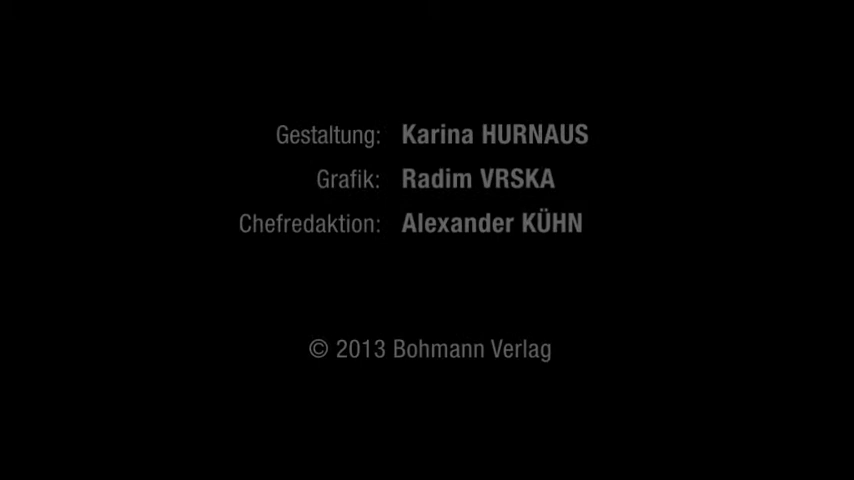 Gestaltung: Karina HURNAUS
Grafik: Radim VRSKA
Chefredaktion: Alexander KÜHN
© 2013 Bohmann Verlag